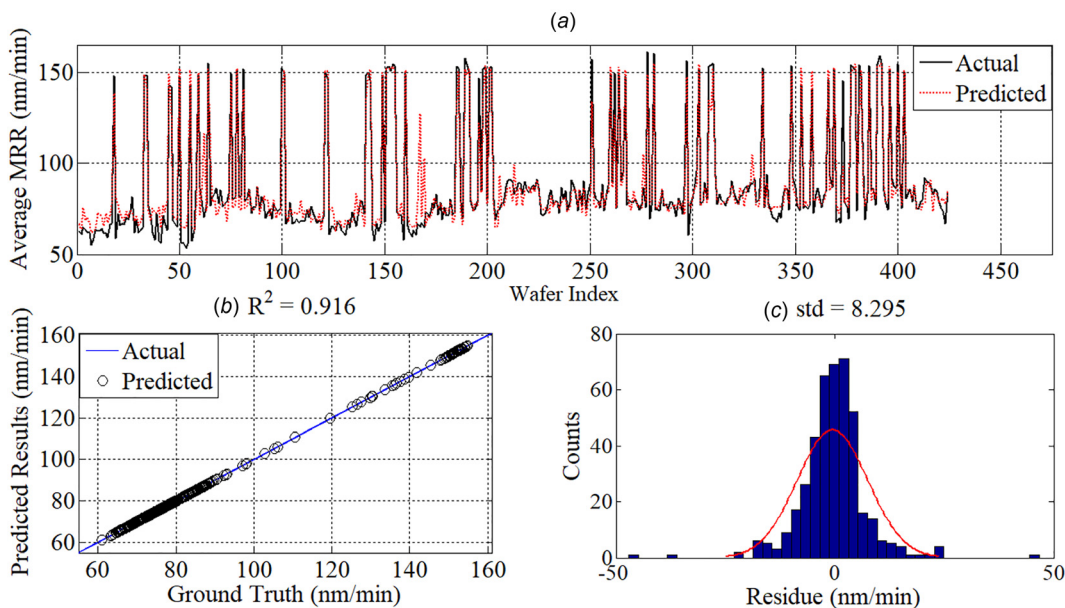 (a)
Average MRR (nm/min)
150
100
50
Actual
Predicted
0 50 100 150 200 250 300 350 400 450
Wafer Index
(b) R² = 0.916
Predicted Results (nm/min)
160
140
120
100
80
60
Actual
Predicted
60 80 100 120 140 160
Ground Truth (nm/min)
(c) std = 8.295
Counts
80
60
40
20
0
-50 0 50
Residue (nm/min)